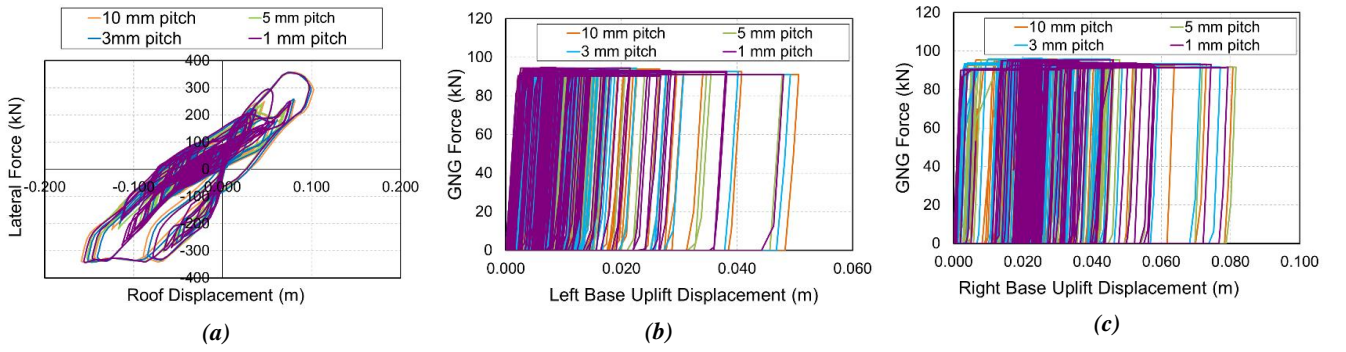 10 mm pitch
5 mm pitch
3mm pitch
1 mm pitch
400
300
200
100
0
-100
-200
-300
-400
-0.200
-0.100
0.000
0.100
0.200
Lateral Force (kN)
Roof Displacement (m)
(a)
10 mm pitch
5 mm pitch
3 mm pitch
1 mm pitch
120
100
80
60
40
20
0
0.000
0.020
0.040
0.060
GNG Force (kN)
Left Base Uplift Displacement (m)
(b)
10 mm pitch
5 mm pitch
3 mm pitch
1 mm pitch
120
100
80
60
40
20
0
0.000
0.020
0.040
0.060
0.080
0.100
GNG Force (kN)
Right Base Uplift Displacement (m)
(c)